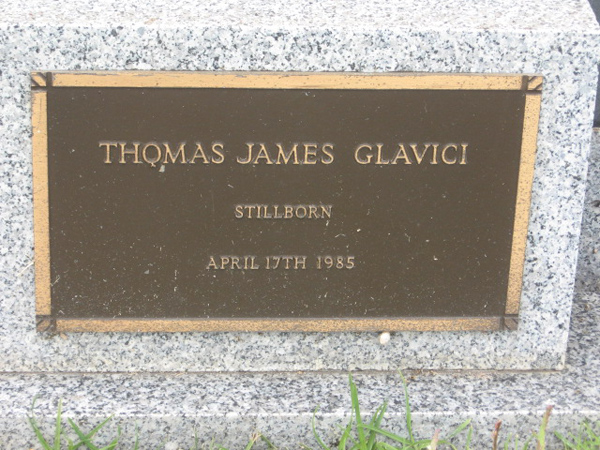 THOMAS JAMES GLAVICI
STILLBORN
APRIL 17TH 1985